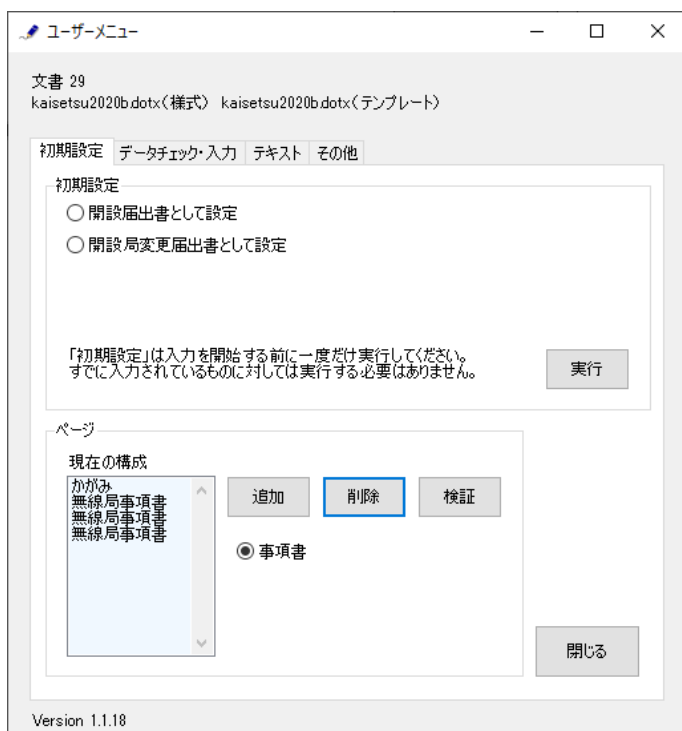 ユーザーメニュー
文書 29
kaisetsu2020b.dotx(様式) kaisetsu2020b.dotx(テンプレート)
初期設定 データチェック・入力 テキスト その他
初期設定
開設届出書として設定
開設局変更届出書として設定
「初期設定」は入力を開始する前に一度だけ実行してください。
すでに入力されているものに対しては実行する必要はありません。
実行
ページ
現在の構成
かがみ
無線局事項書
無線局事項書
無線局事項書
追加 削除 検証
事項書
閉じる
Version 1.1.18